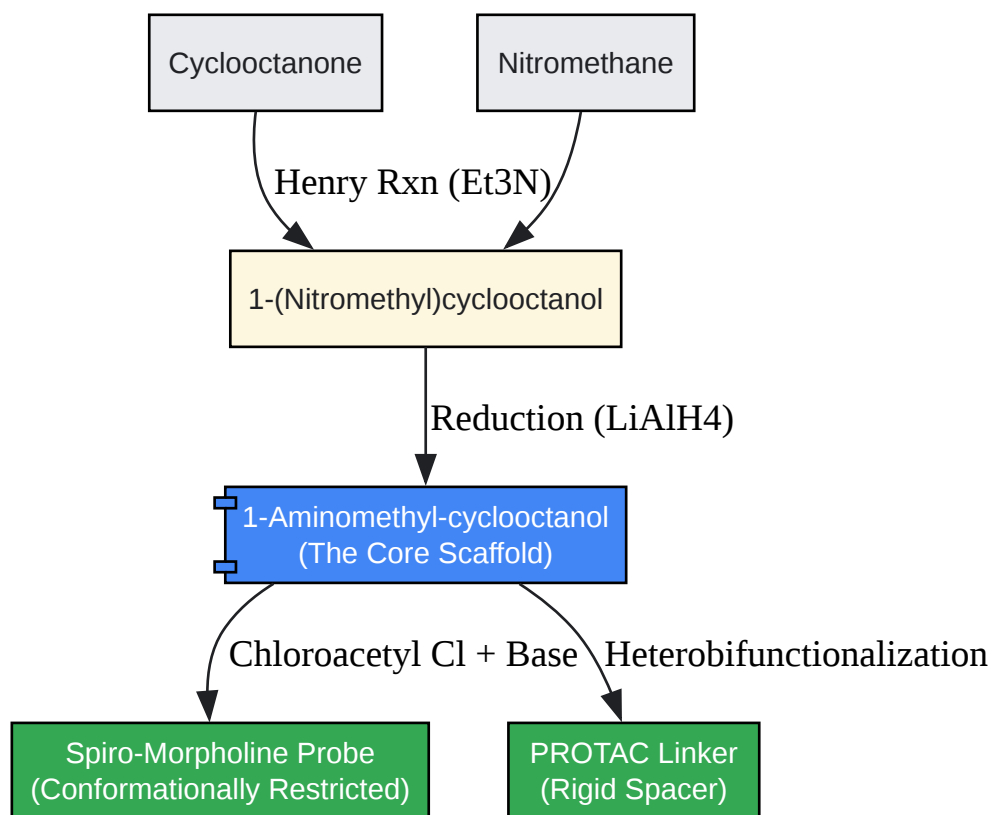 Cyclooctanone
Nitromethane
Henry Rxn (Et3N)
1-(Nitromethyl)cyclooctanol
Reduction (LiAlH4)
1-Aminomethyl-cyclooctanol
(The Core Scaffold)
Chloroacetyl Cl + Base
Heterobifunctionalization
Spiro-Morpholine Probe
(Conformationally Restricted)
PROTAC Linker
(Rigid Spacer)